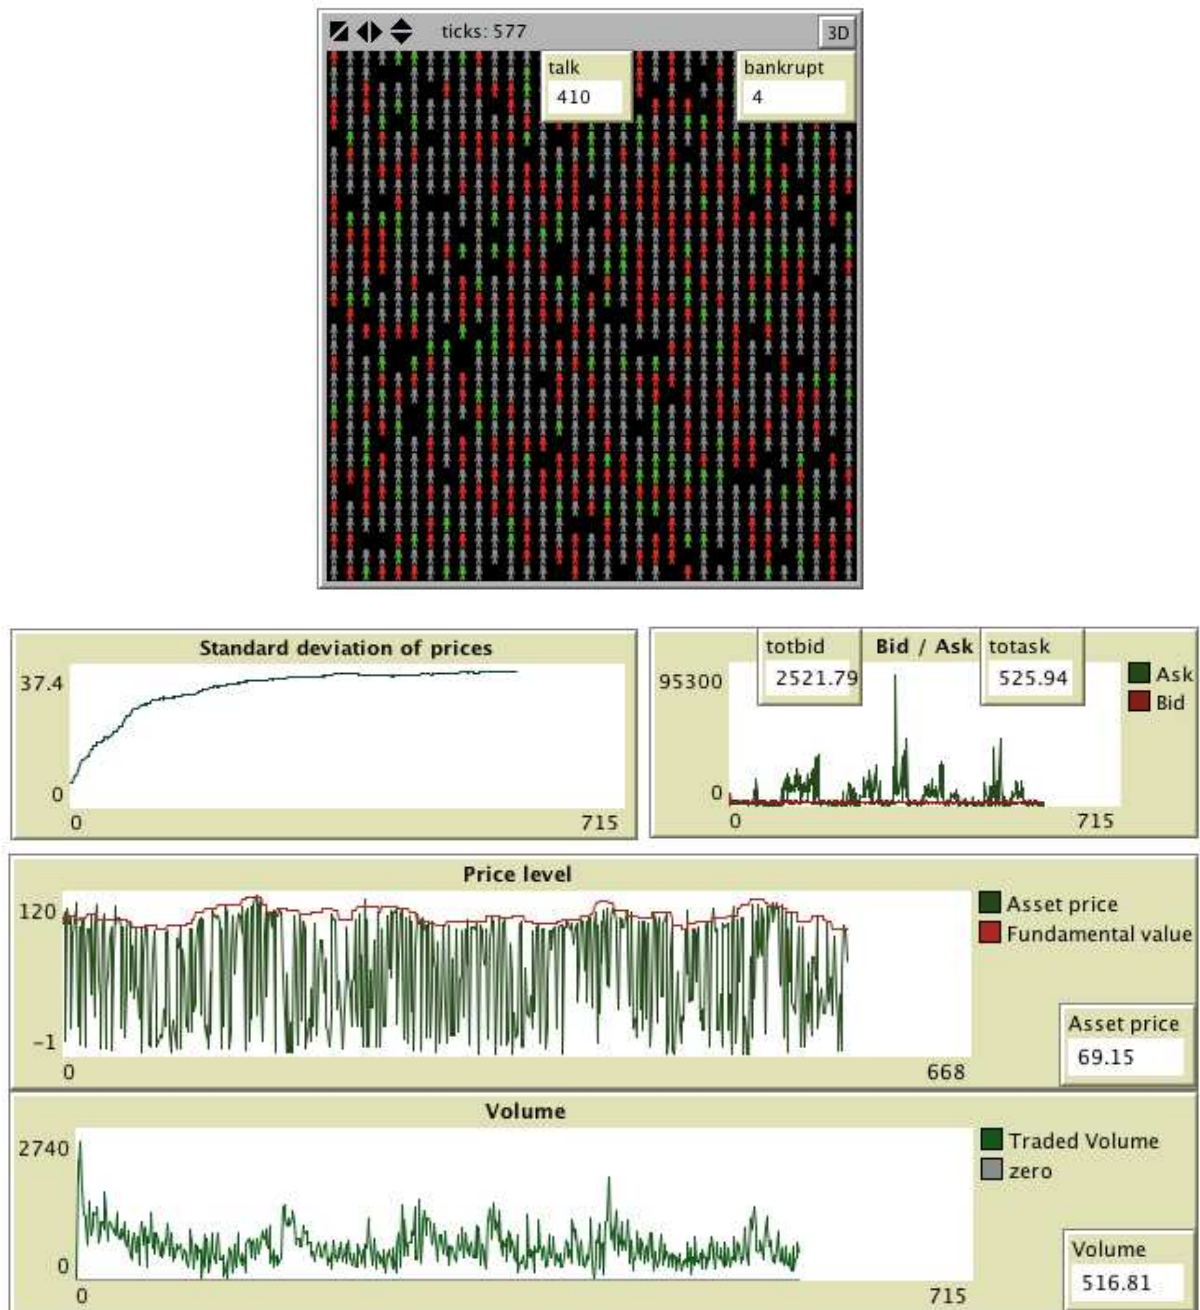 ticks: 577
3D
talk
410
bankrupt
4
Standard deviation of prices
37.4
0
0
715
Bid / Ask
totbid
2521.79
totask
525.94
95300
0
0
715
Ask
Bid
Price level
120
-1
0
668
Asset price
Fundamental value
Asset price
69.15
Volume
2740
0
0
715
Traded Volume
zero
Volume
516.81